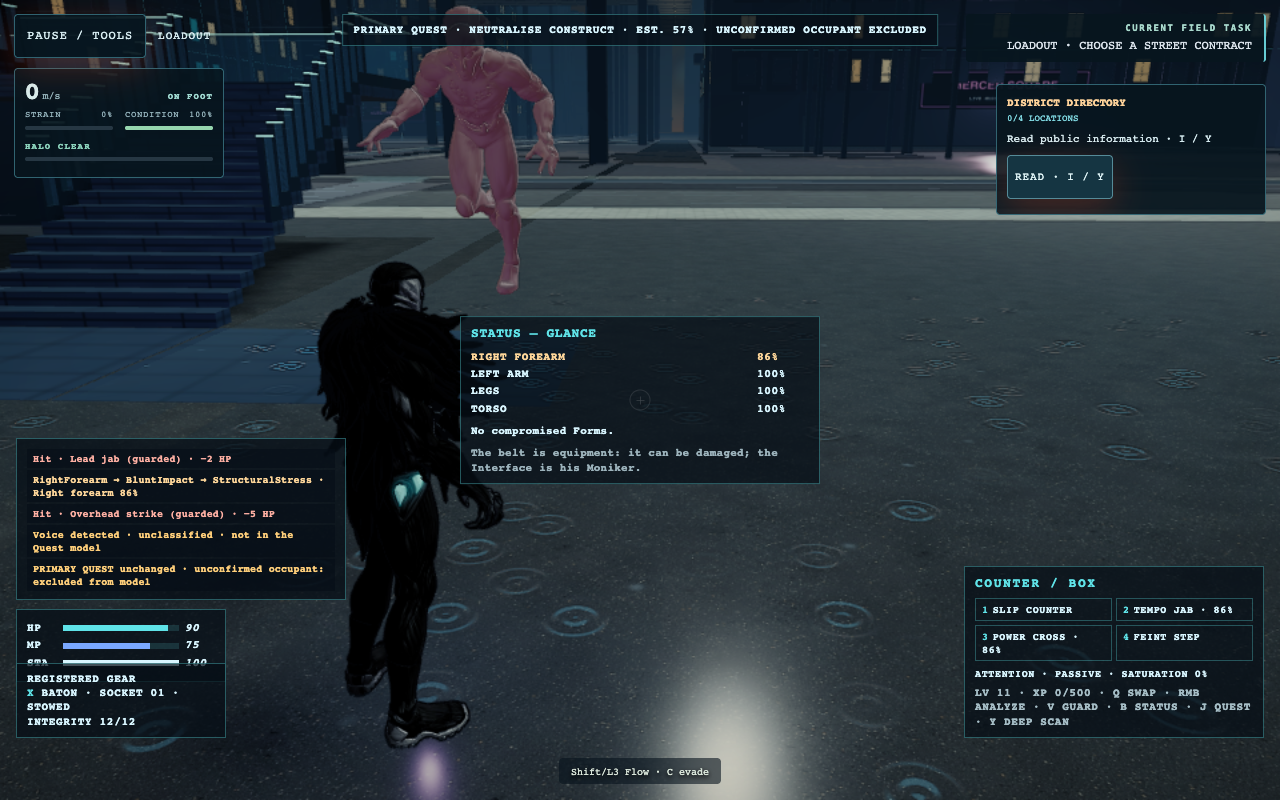 PAUSE / TOOLS
LOADOUT
PRIMARY QUEST · NEUTRALISE CONSTRUCT · EST. 57% · UNCONFIRMED OCCUPANT EXCLUDED
CURRENT FIELD TASK
LOADOUT · CHOOSE A STREET CONTRACT
0 m/s
ON FOOT
STRAIN 0%
CONDITION 100%
HALO CLEAR
DISTRICT DIRECTORY
0/4 LOCATIONS
Read public information · I / Y
READ · I / Y
STATUS — GLANCE
RIGHT FOREARM 86%
LEFT ARM 100%
LEGS 100%
TORSO 100%
No compromised Forms.
The belt is equipment: it can be damaged; the
Interface is his Moniker.
Hit · Lead jab (guarded) · −2 HP
RightForearm → BluntImpact → StructuralStress ·
Right forearm 86%
Hit · Overhead strike (guarded) · −5 HP
Voice detected · unclassified · not in the
Quest model
PRIMARY QUEST unchanged · unconfirmed occupant:
excluded from model
HP 90
MP 75
STA 100
REGISTERED GEAR
X BATON · SOCKET 01 ·
STOWED
INTEGRITY 12/12
COUNTER / BOX
1 SLIP COUNTER
2 TEMPO JAB · 86%
3 POWER CROSS ·
86%
4 FEINT STEP
ATTENTION · PASSIVE · SATURATION 0%
LV 11 · XP 0/500 · Q SWAP · RMB
ANALYZE · V GUARD · B STATUS · J QUEST
· Y DEEP SCAN
Shift/L3 Flow · C evade